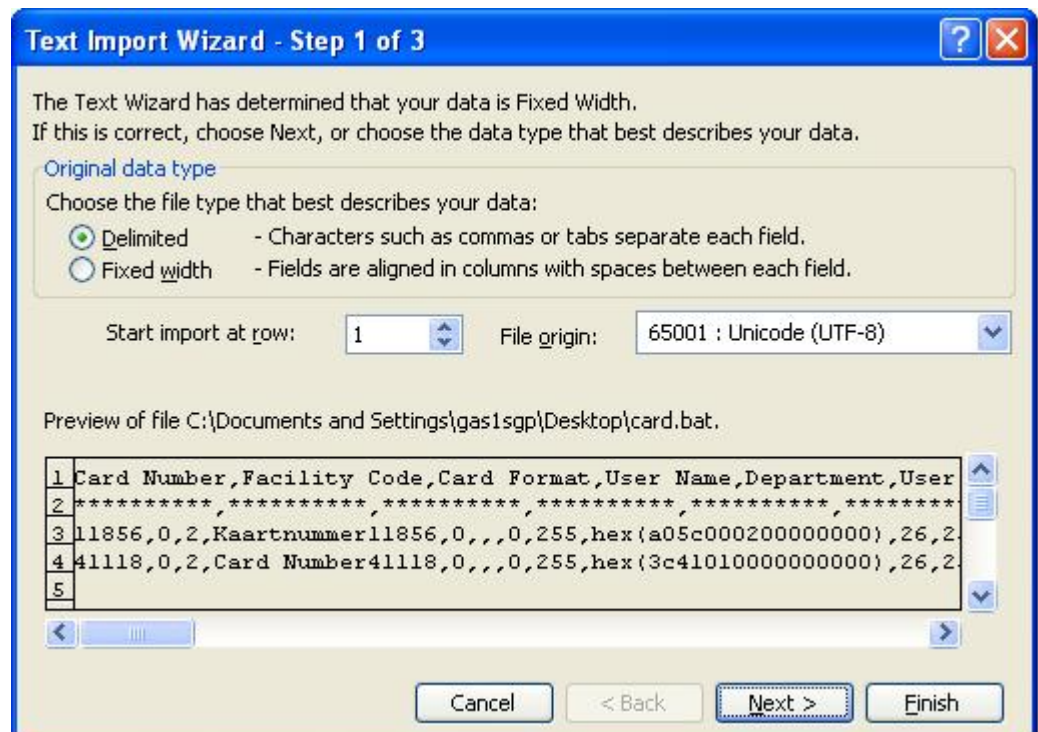 Text Import Wizard - Step 1 of 3
The Text Wizard has determined that your data is Fixed Width.
If this is correct, choose Next, or choose the data type that best describes your data.
Original data type
Choose the file type that best describes your data:
Delimited - Characters such as commas or tabs separate each field.
Fixed width - Fields are aligned in columns with spaces between each field.
Start import at row: 1 File origin: 65001 : Unicode (UTF-8)
Preview of file C:\Documents and Settings\gas1sgp\Desktop\card.bat.
1 Card Number,Facility Code,Card Format,User Name,Department,User
2 **********,**********,**********,**********,**********,********
3 11856,0,2,Kaartnummer11856,0,,,0,255,hex(a05c000200000000),26,2
4 41118,0,2,Card Number41118,0,,,0,255,hex(3c41010000000000),26,2
5
Cancel < Back Next > Finish